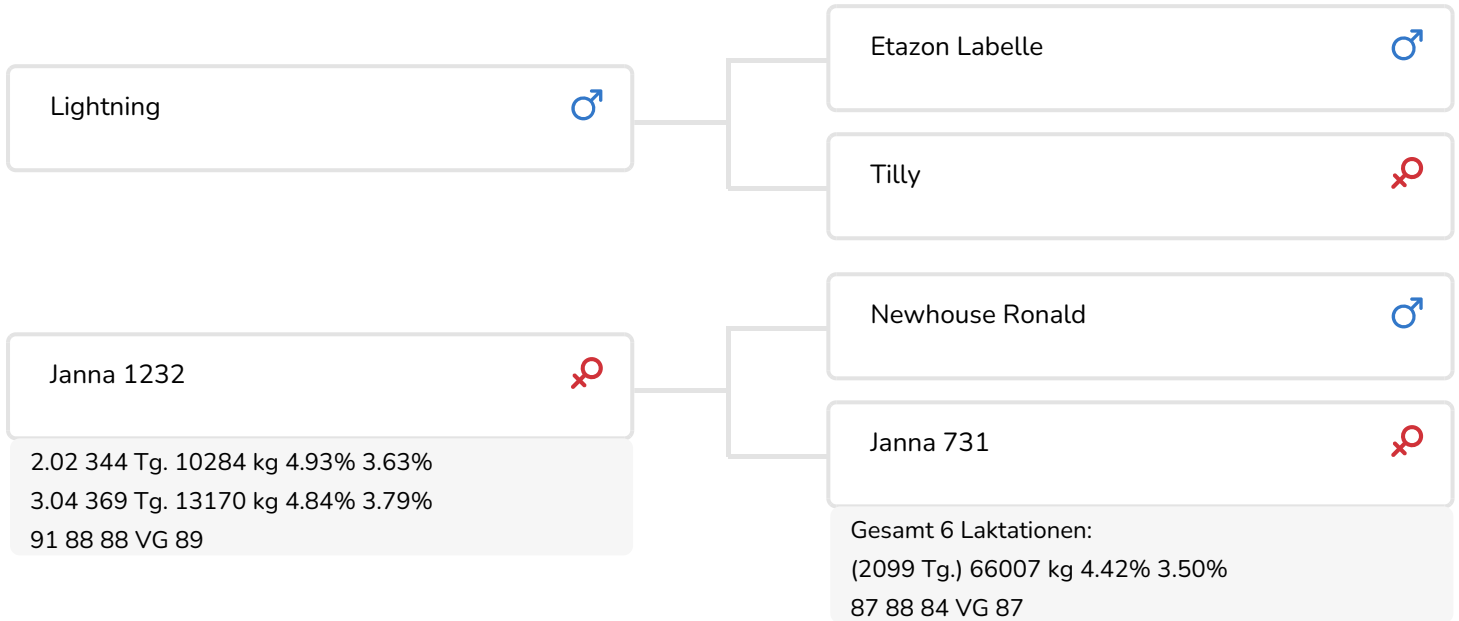 Lightning
Etazon Labelle
Tilly
Janna 1232
2.02 344 Tg. 10284 kg 4.93% 3.63%
3.04 369 Tg. 13170 kg 4.84% 3.79%
91 88 88 VG 89
Newhouse Ronald
Janna 731
Gesamt 6 Laktationen:
(2099 Tg.) 66007 kg 4.42% 3.50%
87 88 84 VG 87